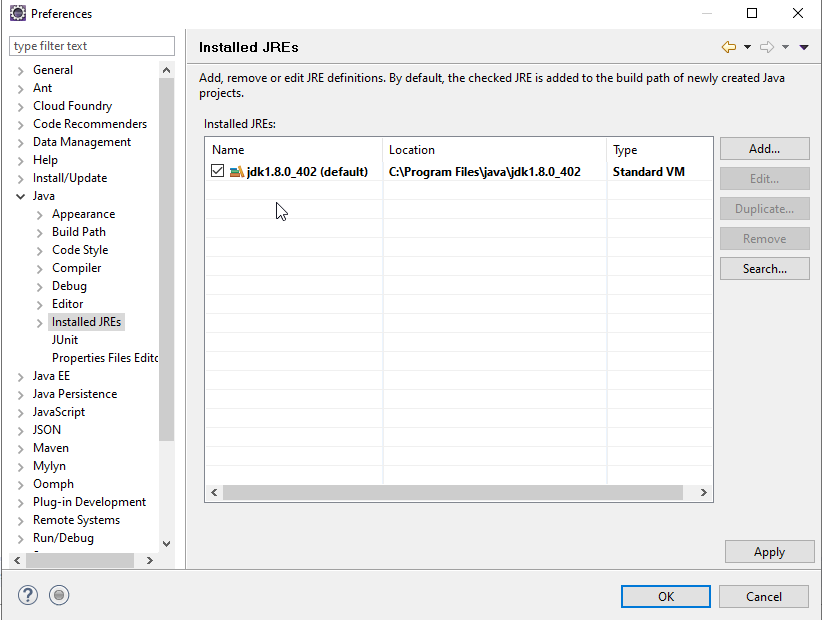 Preferences
type filter text
General
Ant
Cloud Foundry
Code Recommenders
Data Management
Help
Install/Update
Java
Appearance
Build Path
Code Style
Compiler
Debug
Editor
Installed JREs
JUnit
Properties Files Edito
Java EE
Java Persistence
JavaScript
JSON
Maven
Mylyn
Oomph
Plug-in Development
Remote Systems
Run/Debug
Installed JREs
Add, remove or edit JRE definitions. By default, the checked JRE is added to the build path of newly created Java
projects.
Installed JREs:
Name Location Type
jdk1.8.0_402 (default) C:\Program Files\java\jdk1.8.0_402 Standard VM
Add...
Edit...
Duplicate...
Remove
Search...
Apply
OK Cancel